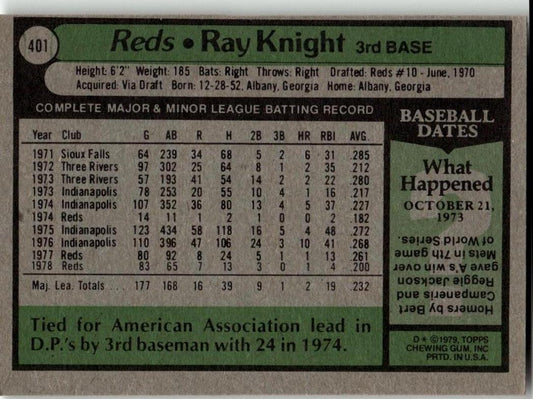 401
Reds • Ray Knight 3rd BASE
Height: 6'2" Weight: 185 Bats: Right Throws: Right Drafted: Reds #10 - June, 1970
Acquired: Via Draft Born: 12-28-52, Albany, Georgia Home: Albany, Georgia
COMPLETE MAJOR & MINOR LEAGUE BATTING RECORD
Year Club G AB R H 2B 3B HR RBI AVG.
1971 Sioux Falls 64 239 34 68 5 2 6 31 .285
1972 Three Rivers 97 302 25 64 8 1 2 35 .212
1973 Three Rivers 57 193 41 54 2 2 2 22 .280
1973 Indianapolis 78 253 20 55 10 4 1 16 .217
1974 Indianapolis 107 352 36 80 13 4 5 37 .227
1974 Reds 14 11 1 2 1 0 0 2 .182
1975 Indianapolis 123 434 58 118 16 5 4 48 .272
1976 Indianapolis 110 396 47 106 24 3 10 41 .268
1977 Reds 80 92 8 24 5 1 1 13 .261
1978 Reds 83 65 7 13 3 0 1 4 .200
Maj. Lea. Totals . . . . 177 168 16 39 9 1 2 19 .232
Tied for American Association lead in
D.P.'s by 3rd baseman with 24 in 1974.
BASEBALL
DATES
What
Happened
OCTOBER 21,
1973
Homers by Bert
Campaneris and
Reggie Jackson
gave A's win over
Mets in 7th game
of World Series.
D* ©1979, TOPPS
CHEWING GUM, INC
PRTD. IN U.S.A.